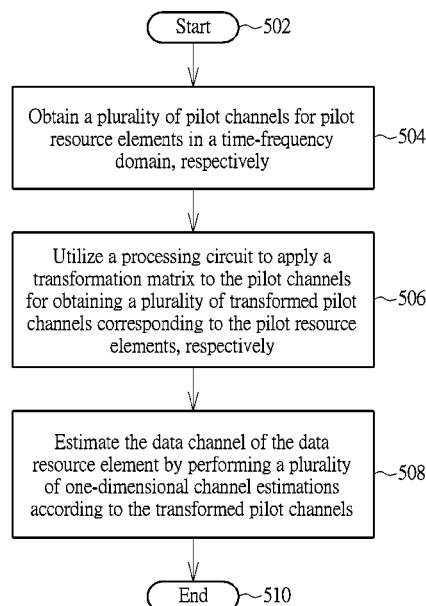 Start 502
Obtain a plurality of pilot channels for pilot
resource elements in a time-frequency
domain, respectively
504
Utilize a processing circuit to apply a
transformation matrix to the pilot channels
for obtaining a plurality of transformed pilot
channels corresponding to the pilot resource
elements, respectively
506
Estimate the data channel of the data
resource element by performing a plurality
of one-dimensional channel estimations
according to the transformed pilot channels
508
End 510